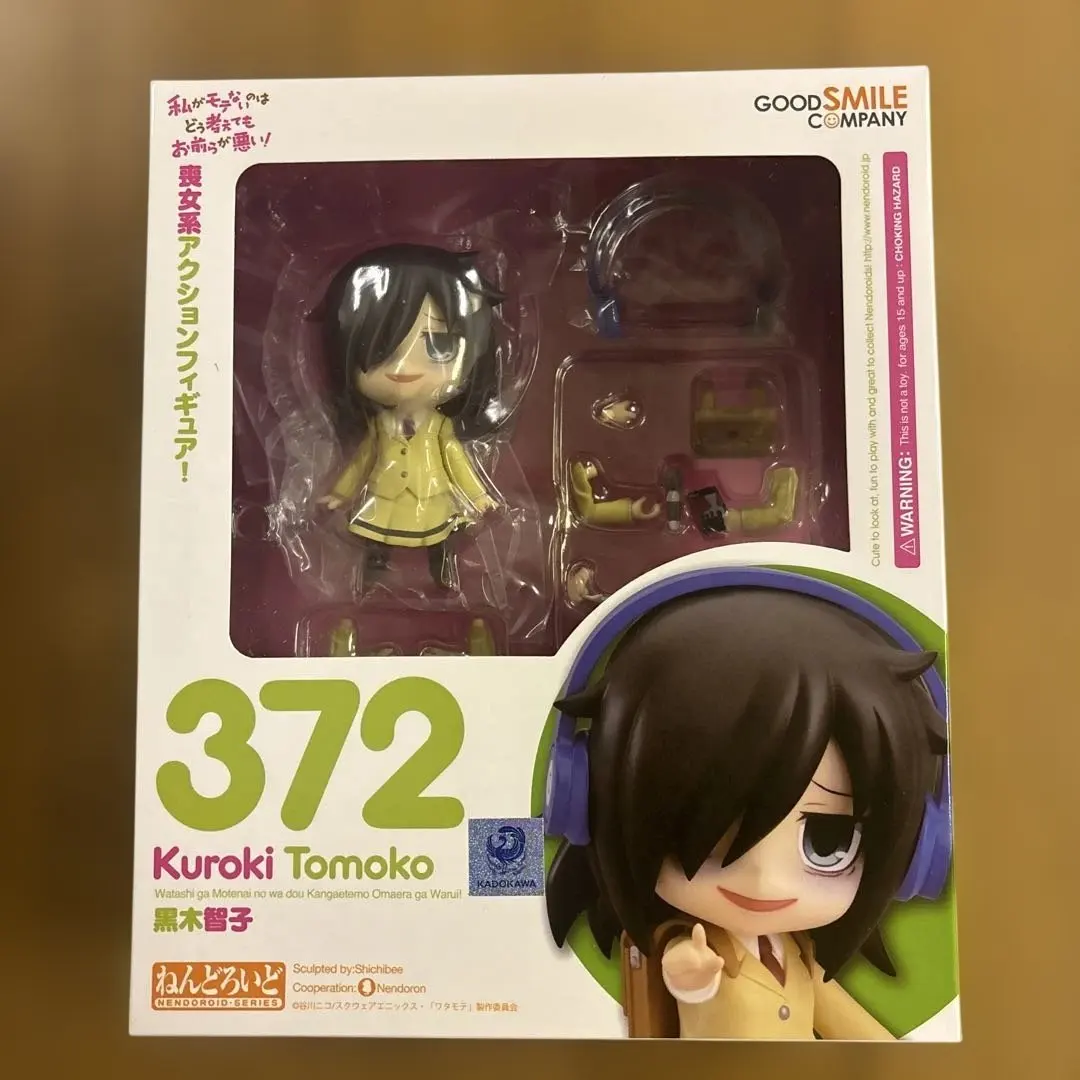 私がモテないのは
どう考えても
お前らが悪い！
喪女系アクションフィギュア！
GOODSMILE
COMPANY
Cute to look at, fun to play with and great to collect Nendoroids! http://www.nendoroid.jp
⚠WARNING: This is not a toy. for ages 15 and up : CHOKING HAZARD
372
Kuroki Tomoko
Watashi ga Motenai no wa dou Kangaetemo Omaera ga Warui!
黒木智子
KADOKAWA
ねんどろいど
NENDOROID·SERIES
Sculpted by:Shichibee
Cooperation: Nendoron
©谷川ニコ/スクウェアエニックス・「ワタモテ」製作委員会